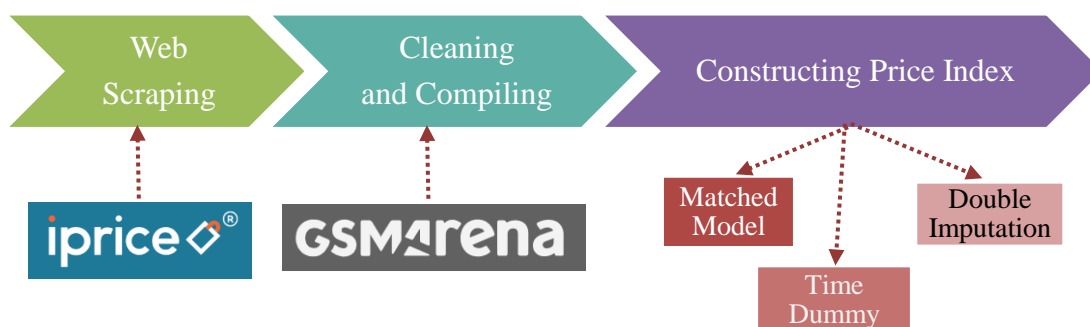 Web
Scraping
Cleaning
and Compiling
Constructing Price Index
iprice®
GSMArena
Matched
Model
Double
Imputation
Time
Dummy